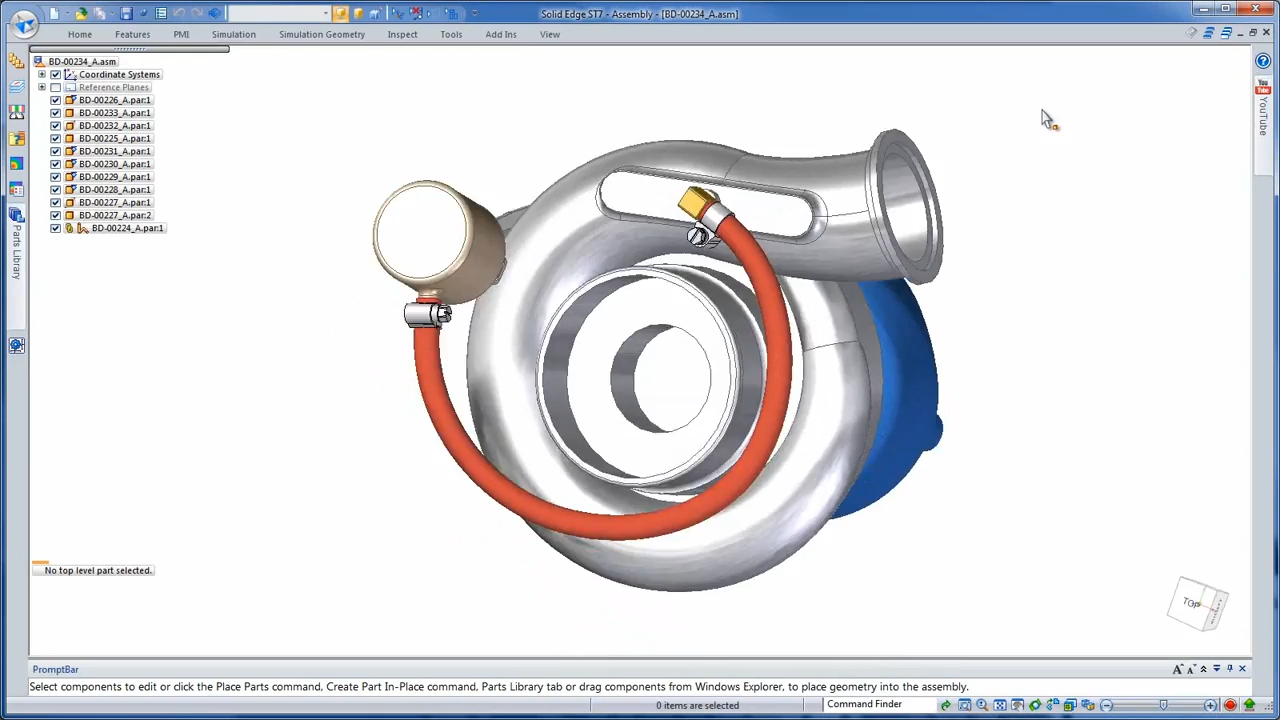 Solid Edge ST7 - Assembly - [BD-00234_A.asm]
Home Features PMI Simulation Simulation Geometry Inspect Tools Add Ins View
BD-00234_A.asm
Coordinate Systems
Reference Planes
BD-00226_A.par:1
BD-00233_A.par:1
BD-00232_A.par:1
BD-00225_A.par:1
BD-00231_A.par:1
BD-00230_A.par:1
BD-00229_A.par:1
BD-00228_A.par:1
BD-00227_A.par:1
BD-00227_A.par:2
BD-00224_A.par:1
Parts Library
You
Tube
YouTube
No top level part selected.
TOP
PromptBar
Select components to edit or click the Place Parts command, Create Part In-Place command, Parts Library tab or drag components from Windows Explorer, to place geometry into the assembly.
0 items are selected
Command Finder